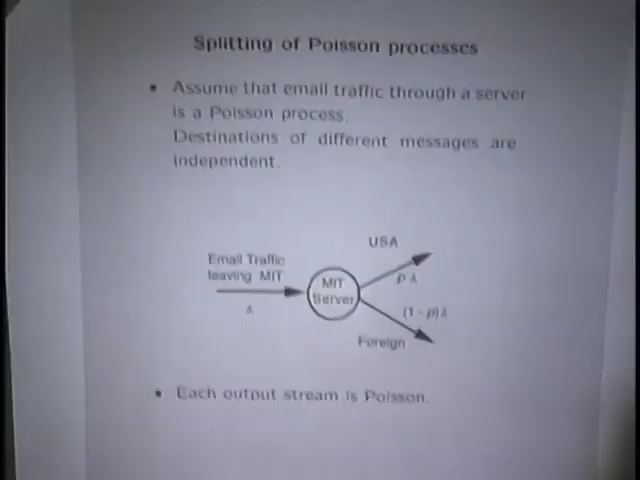 Splitting of Poisson processes
• Assume that email traffic through a server
is a Poisson process.
Destinations of different messages are
independent.
USA
Email Traffic
leaving MIT
MIT
Server
p λ
λ
(1 - p)λ
Foreign
• Each output stream is Poisson.